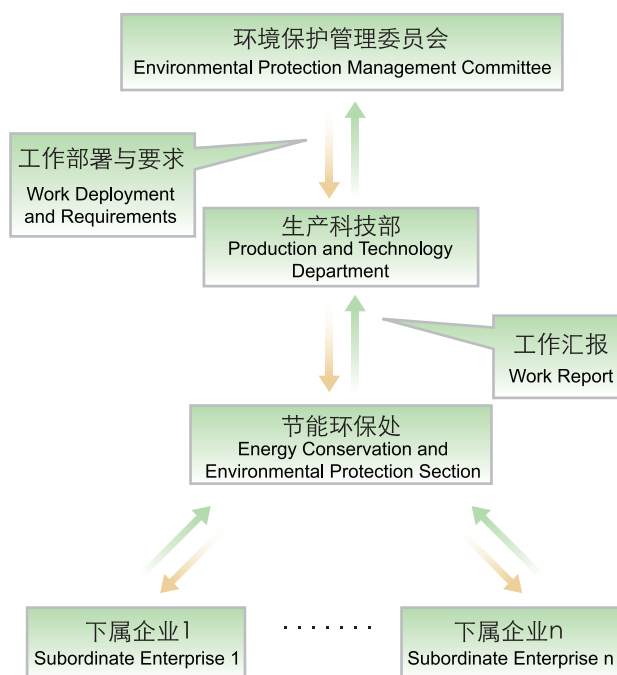 环境保护管理委员会
Environmental Protection Management Committee
工作部署与要求
Work Deployment
and Requirements
生产科技部
Production and Technology
Department
工作汇报
Work Report
节能环保处
Energy Conservation and
Environmental Protection Section
下属企业1
Subordinate Enterprise 1
·······
下属企业n
Subordinate Enterprise n